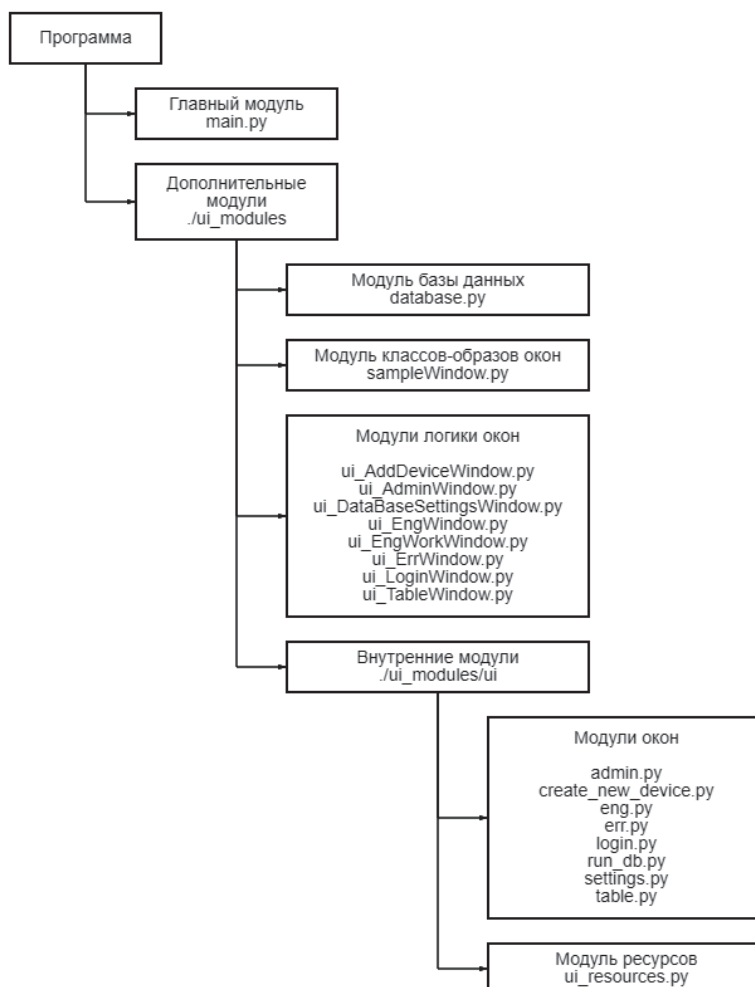 Программа
Главный модуль
main.py
Дополнительные
модули
./ui_modules
Модуль базы данных
database.py
Модуль классов-образов окон
sampleWindow.py
Модули логики окон
ui_AddDeviceWindow.py
ui_AdminWindow.py
ui_DataBaseSettingsWindow.py
ui_EngWindow.py
ui_EngWorkWindow.py
ui_ErrWindow.py
ui_LoginWindow.py
ui_TableWindow.py
Внутренние модули
./ui_modules/ui
Модули окон
admin.py
create_new_device.py
eng.py
err.py
login.py
run_db.py
settings.py
table.py
Модуль ресурсов
ui_resources.py